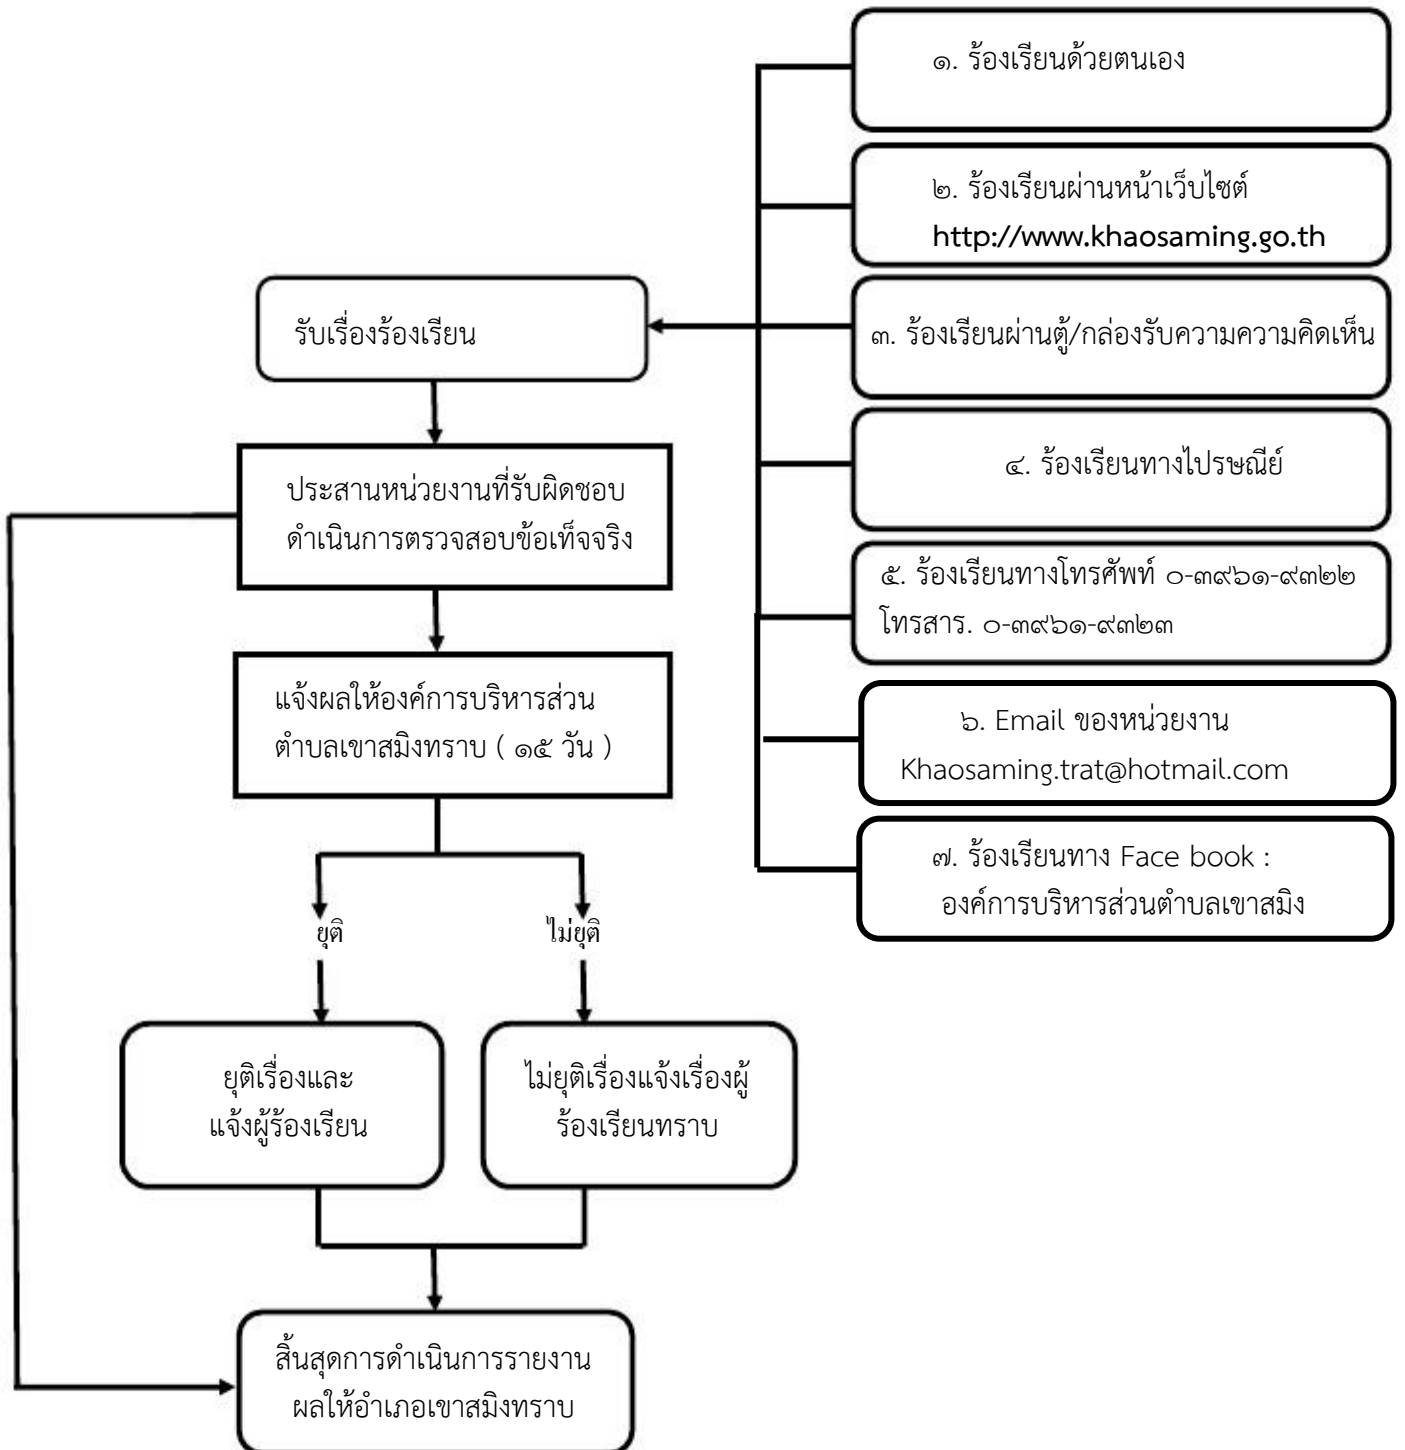 ๑. ร้องเรียนด้วยตนเอง
๒. ร้องเรียนผ่านหน้าเว็บไซต์
http://www.khaosaming.go.th
๓. ร้องเรียนผ่านตู้/กล่องรับความความคิดเห็น
๔. ร้องเรียนทางไปรษณีย์
๕. ร้องเรียนทางโทรศัพท์ ๐-๓๙๖๑-๙๓๒๒
โทรสาร. ๐-๓๙๖๑-๙๓๒๓
๖. Email ของหน่วยงาน
Khaosaming.trat@hotmail.com
๗. ร้องเรียนทาง Face book :
องค์การบริหารส่วนตำบลเขาสมิง
รับเรื่องร้องเรียน
ประสานหน่วยงานที่รับผิดชอบ
ดำเนินการตรวจสอบข้อเท็จจริง
แจ้งผลให้องค์การบริหารส่วน
ตำบลเขาสมิงทราบ ( ๑๕ วัน )
ยุติ
ไม่ยุติ
ยุติเรื่องและ
แจ้งผู้ร้องเรียน
ไม่ยุติเรื่องแจ้งเรื่องผู้
ร้องเรียนทราบ
สิ้นสุดการดำเนินการรายงาน
ผลให้อำเภอเขาสมิงทราบ